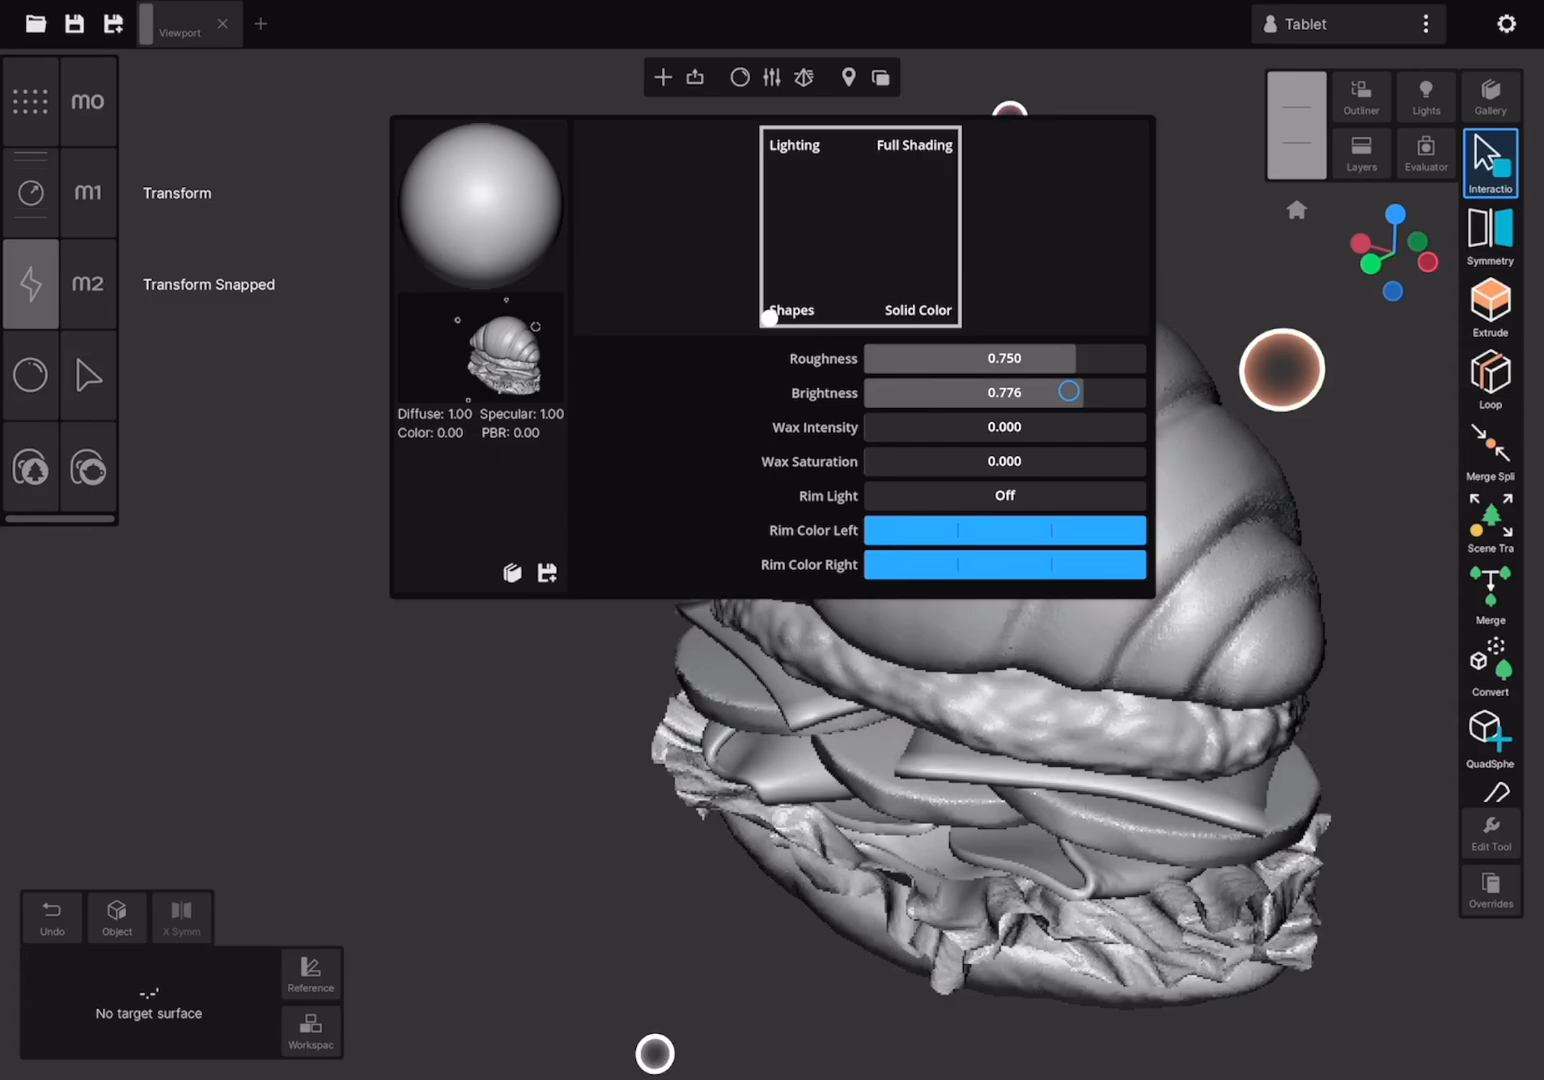 Viewport
Tablet
m0
m1
Transform
m2
Transform Snapped
Lighting
Full Shading
Shapes
Solid Color
Diffuse: 1.00 Specular: 1.00
Color: 0.00 PBR: 0.00
Roughness 0.750
Brightness 0.776
Wax Intensity 0.000
Wax Saturation 0.000
Rim Light Off
Rim Color Left
Rim Color Right
Outliner
Lights
Gallery
Layers
Evaluator
Interactio
Symmetry
Extrude
Loop
Merge Spli
Scene Tra
Merge
Convert
QuadSphe
Edit Tool
Overrides
Undo
Object
X Symm
-.-'
No target surface
Reference
Workspac